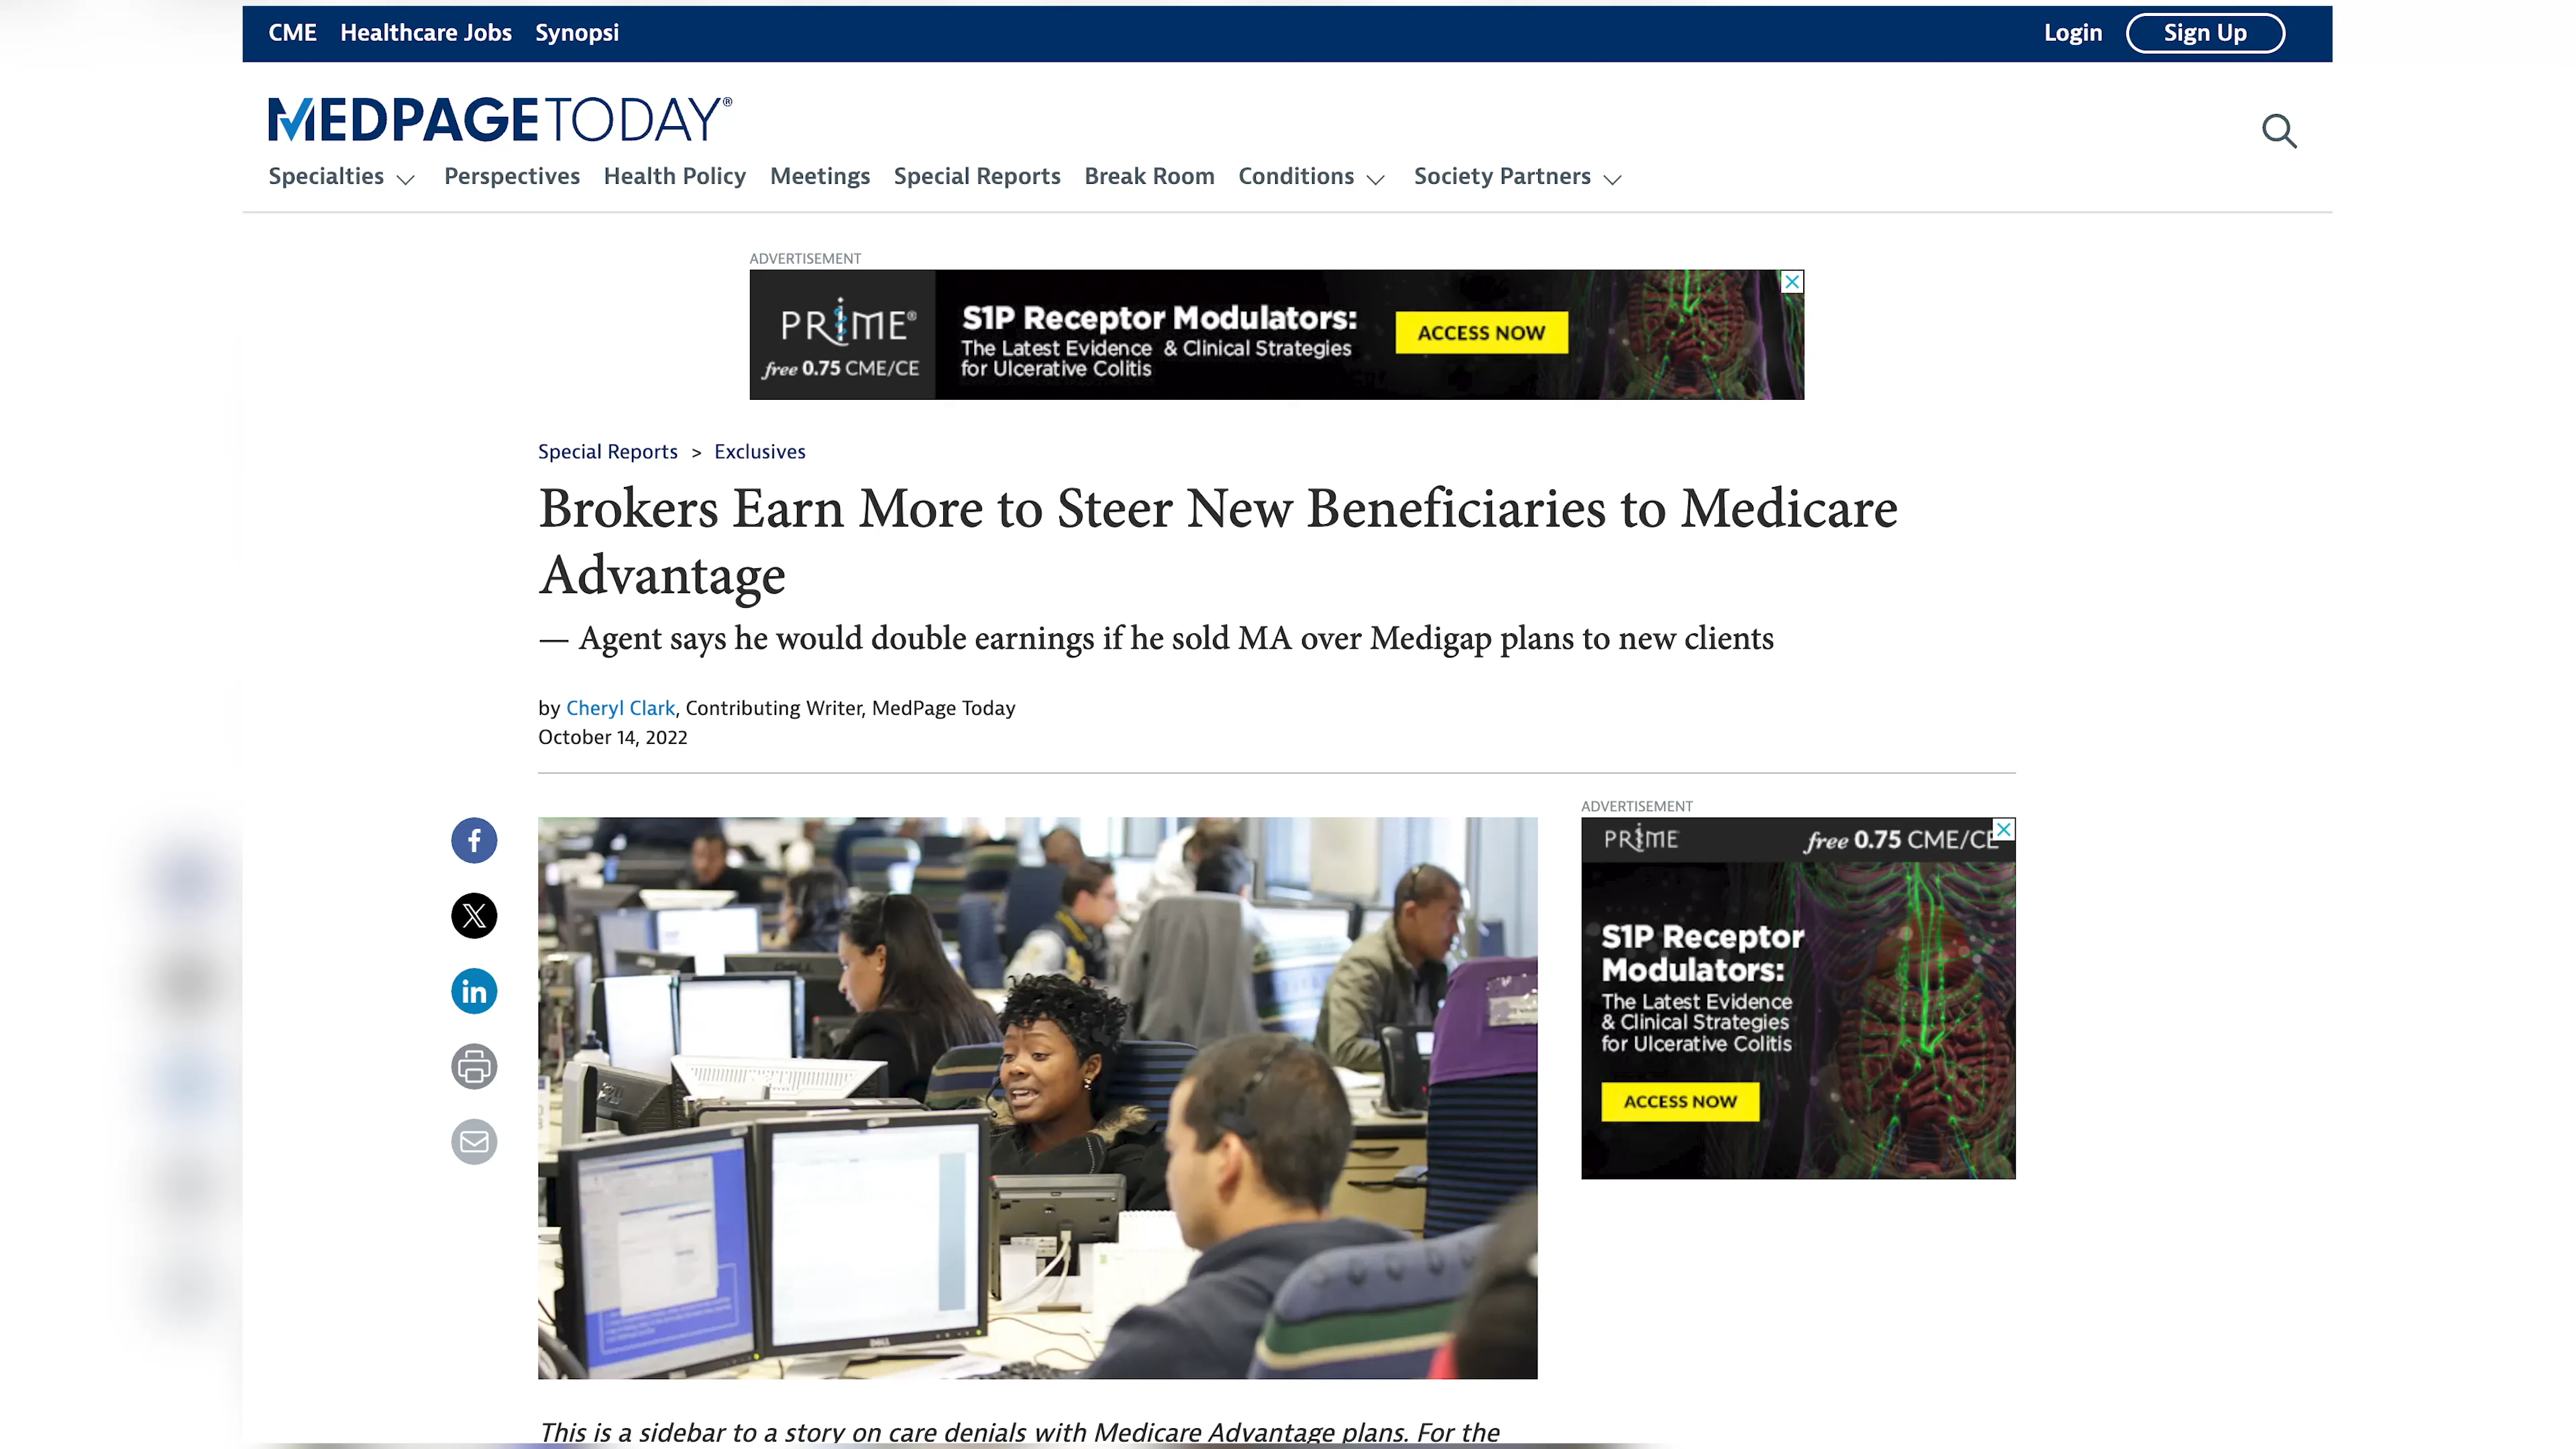 CME Healthcare Jobs Synopsi Login Sign Up
MEDPAGE TODAY®
Specialties Perspectives Health Policy Meetings Special Reports Break Room Conditions Society Partners
ADVERTISEMENT
PRIME®
free 0.75 CME/CE
S1P Receptor Modulators:
The Latest Evidence & Clinical Strategies
for Ulcerative Colitis
ACCESS NOW
Special Reports > Exclusives
Brokers Earn More to Steer New Beneficiaries to Medicare
Advantage
— Agent says he would double earnings if he sold MA over Medigap plans to new clients
by Cheryl Clark, Contributing Writer, MedPage Today
October 14, 2022
ADVERTISEMENT
PRIME free 0.75 CME/CE
S1P Receptor
Modulators:
The Latest Evidence
& Clinical Strategies
for Ulcerative Colitis
ACCESS NOW
DELL
This is a sidebar to a story on care denials with Medicare Advantage plans. For the